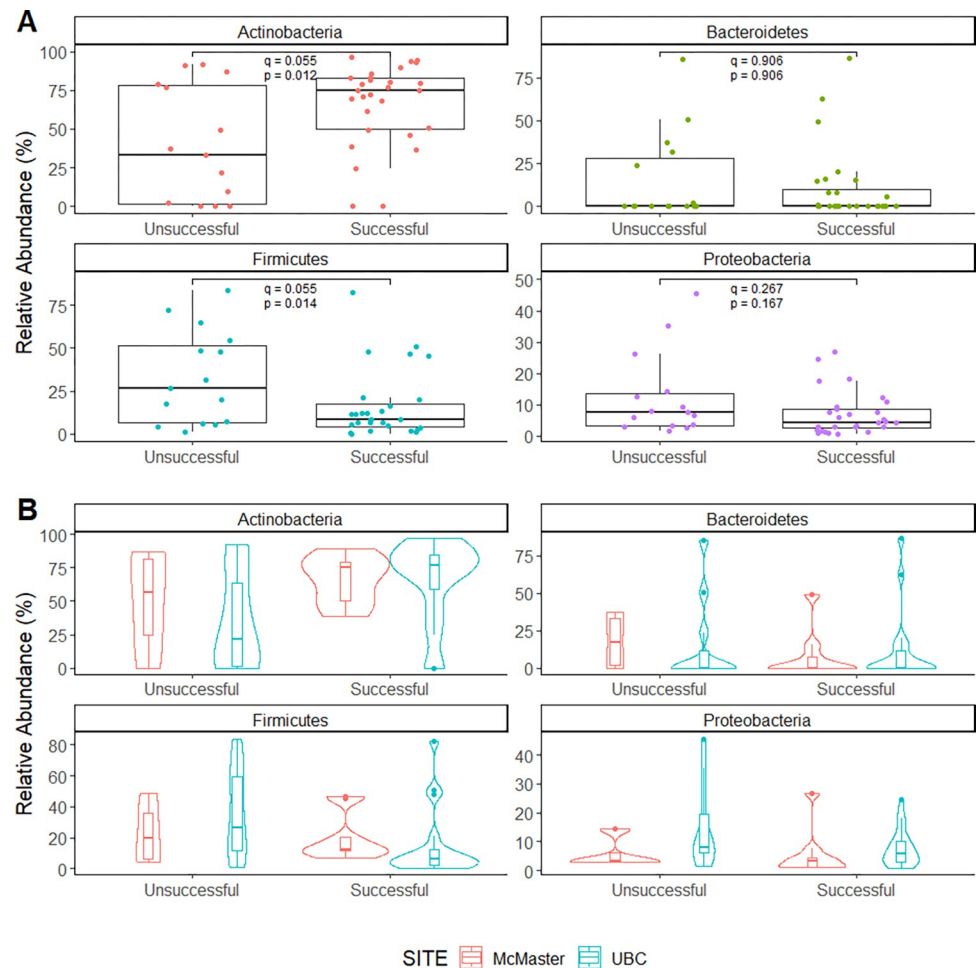 A
Actinobacteria
Bacteroidetes
Relative Abundance (%)
100
75
50
25
0
q = 0.055
p = 0.012
Unsuccessful
Successful
75
50
25
0
q = 0.906
p = 0.906
Unsuccessful
Successful
Firmicutes
Proteobacteria
75
50
25
0
q = 0.055
p = 0.014
Unsuccessful
Successful
50
40
30
20
10
0
q = 0.267
p = 0.167
Unsuccessful
Successful
B
Actinobacteria
Bacteroidetes
Relative Abundance (%)
100
75
50
25
0
Unsuccessful
Successful
75
50
25
0
Unsuccessful
Successful
Firmicutes
Proteobacteria
80
60
40
20
0
Unsuccessful
Successful
40
30
20
10
0
Unsuccessful
Successful
SITE McMaster UBC